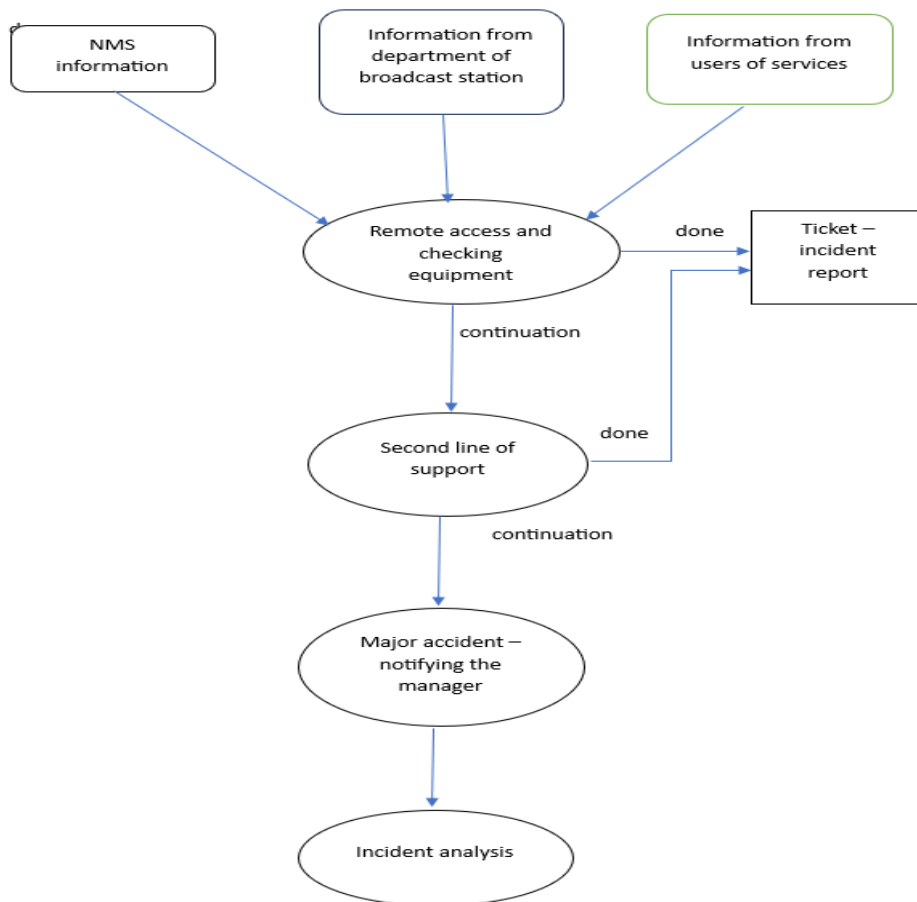 d
NMS
information
Information from
department of
broadcast station
Information from
users of services
Remote access and
checking
equipment
done
Ticket –
incident
report
continuation
Second line of
support
done
continuation
Major accident –
notifying the
manager
Incident analysis